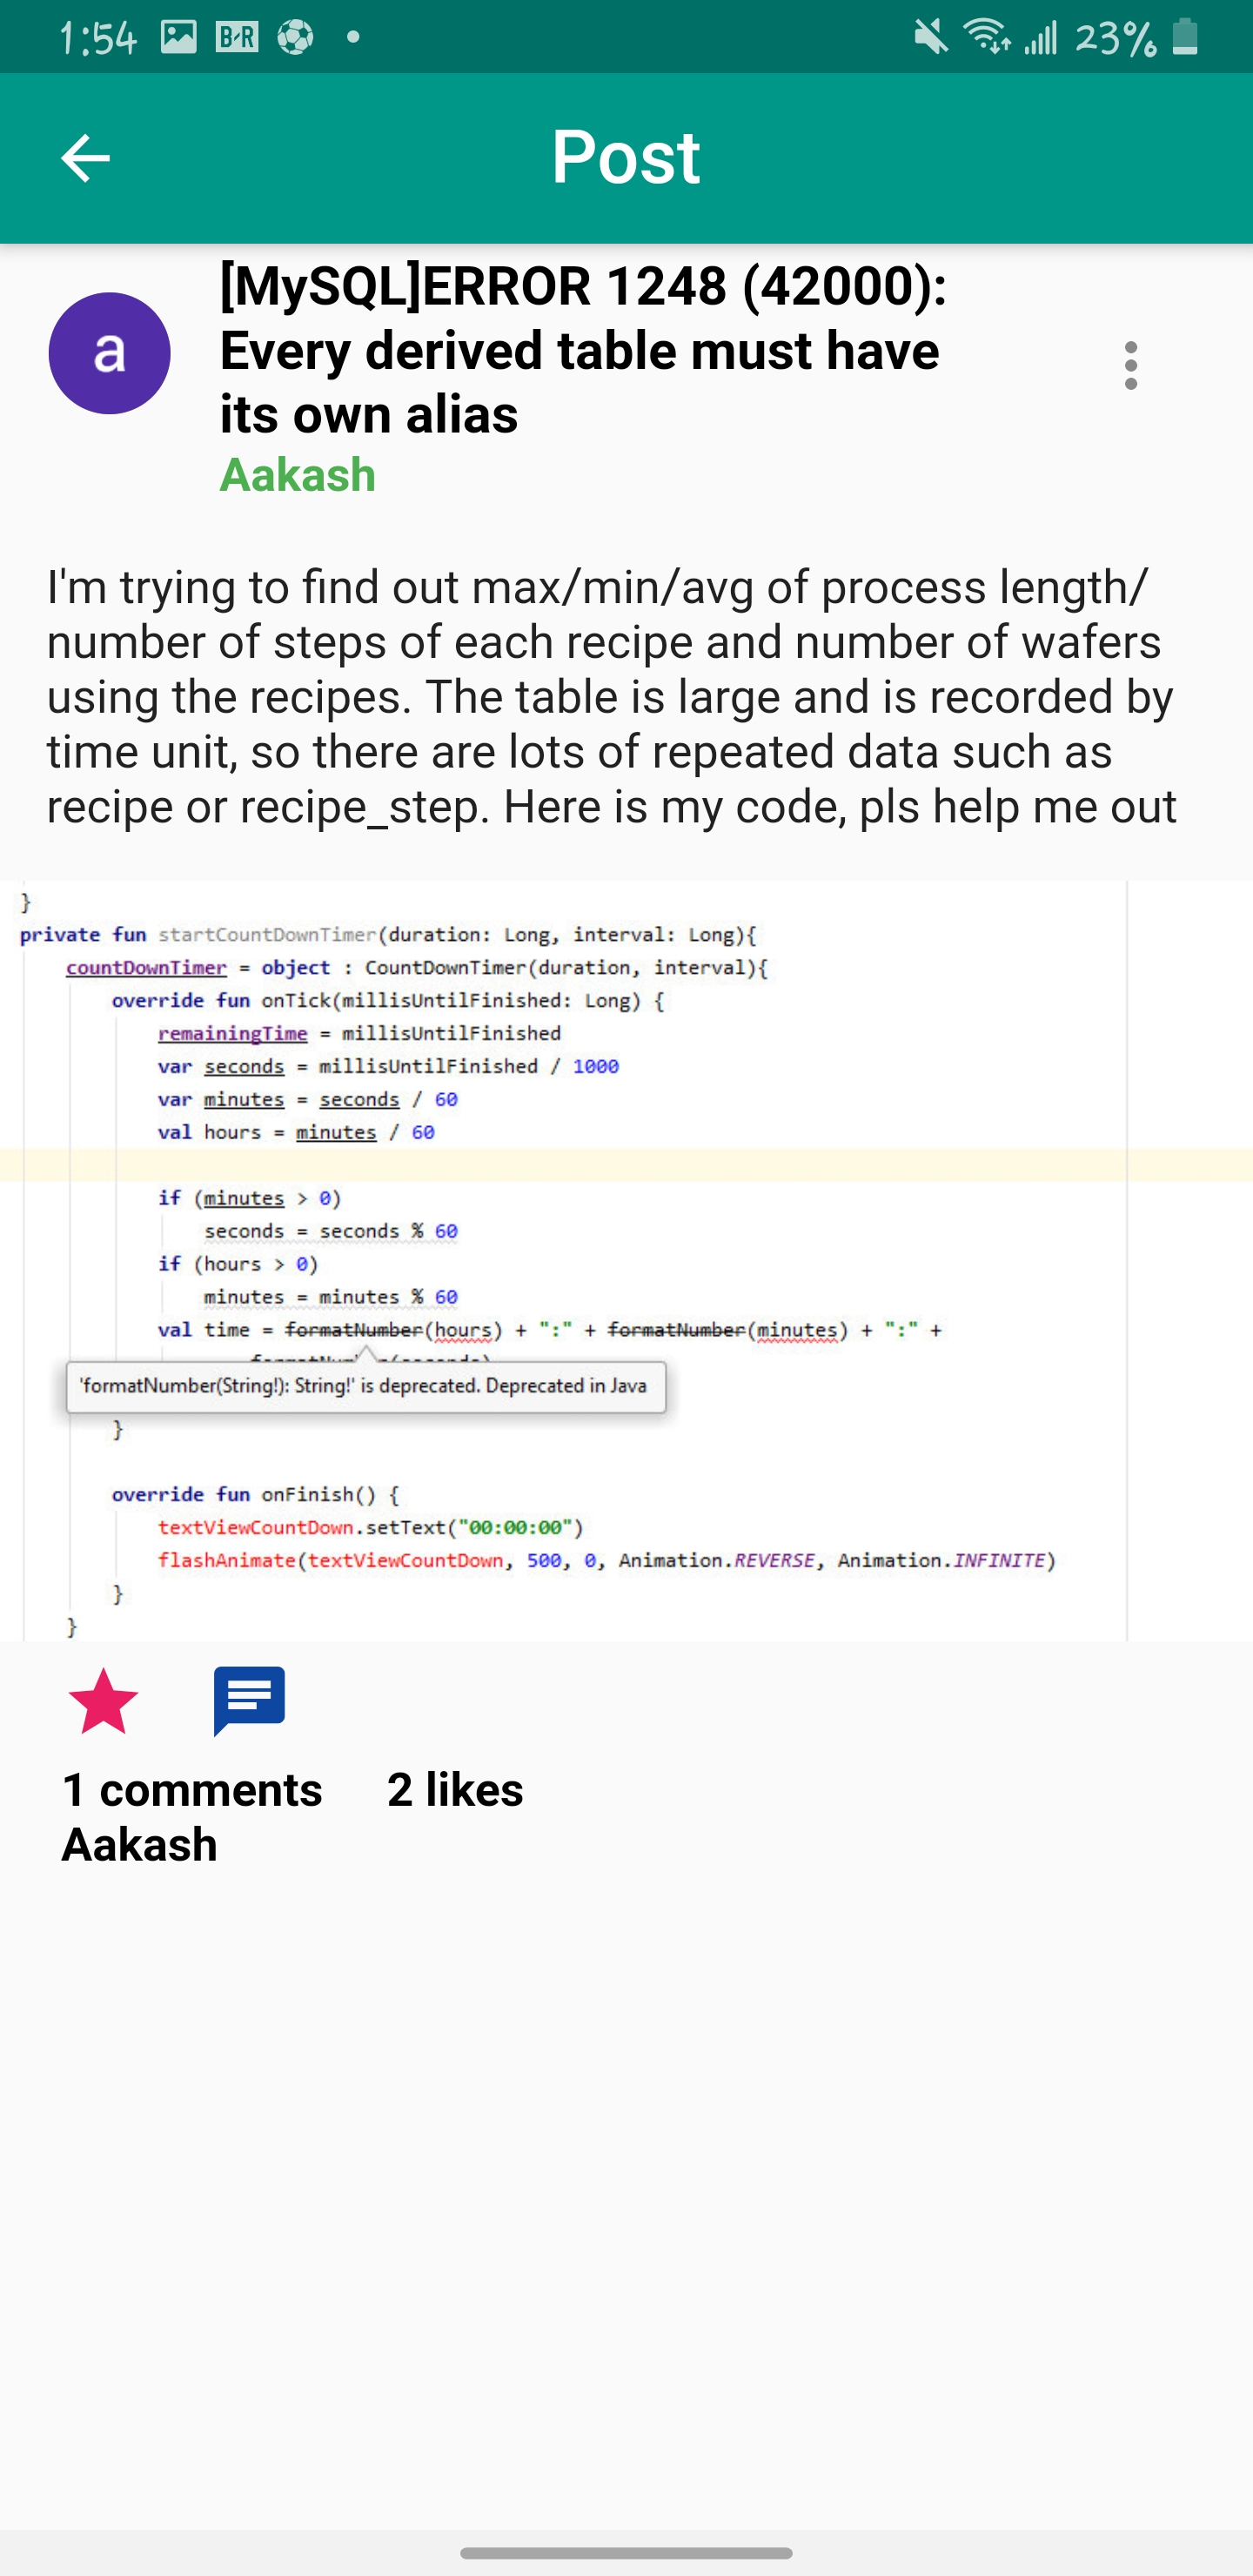 1:54 B-R 23%
Post
[MySQL]ERROR 1248 (42000):
Every derived table must have
its own alias
a
Aakash
I'm trying to find out max/min/avg of process length/
number of steps of each recipe and number of wafers
using the recipes. The table is large and is recorded by
time unit, so there are lots of repeated data such as
recipe or recipe_step. Here is my code, pls help me out
}
private fun startCountDownTimer(duration: Long, interval: Long){
countDownTimer = object : CountDownTimer(duration, interval){
override fun onTick(millisUntilFinished: Long) {
remainingTime = millisUntilFinished
var seconds = millisUntilFinished / 1000
var minutes = seconds / 60
val hours = minutes / 60
if (minutes > 0)
seconds = seconds % 60
if (hours > 0)
minutes = minutes % 60
val time = formatNumber(hours) + ":" + formatNumber(minutes) + ":" +
'formatNumber(String!): String!' is deprecated. Deprecated in Java
}
override fun onFinish() {
textViewCountDown.setText("00:00:00")
flashAnimate(textViewCountDown, 500, 0, Animation.REVERSE, Animation.INFINITE)
}
}
1 comments 2 likes
Aakash